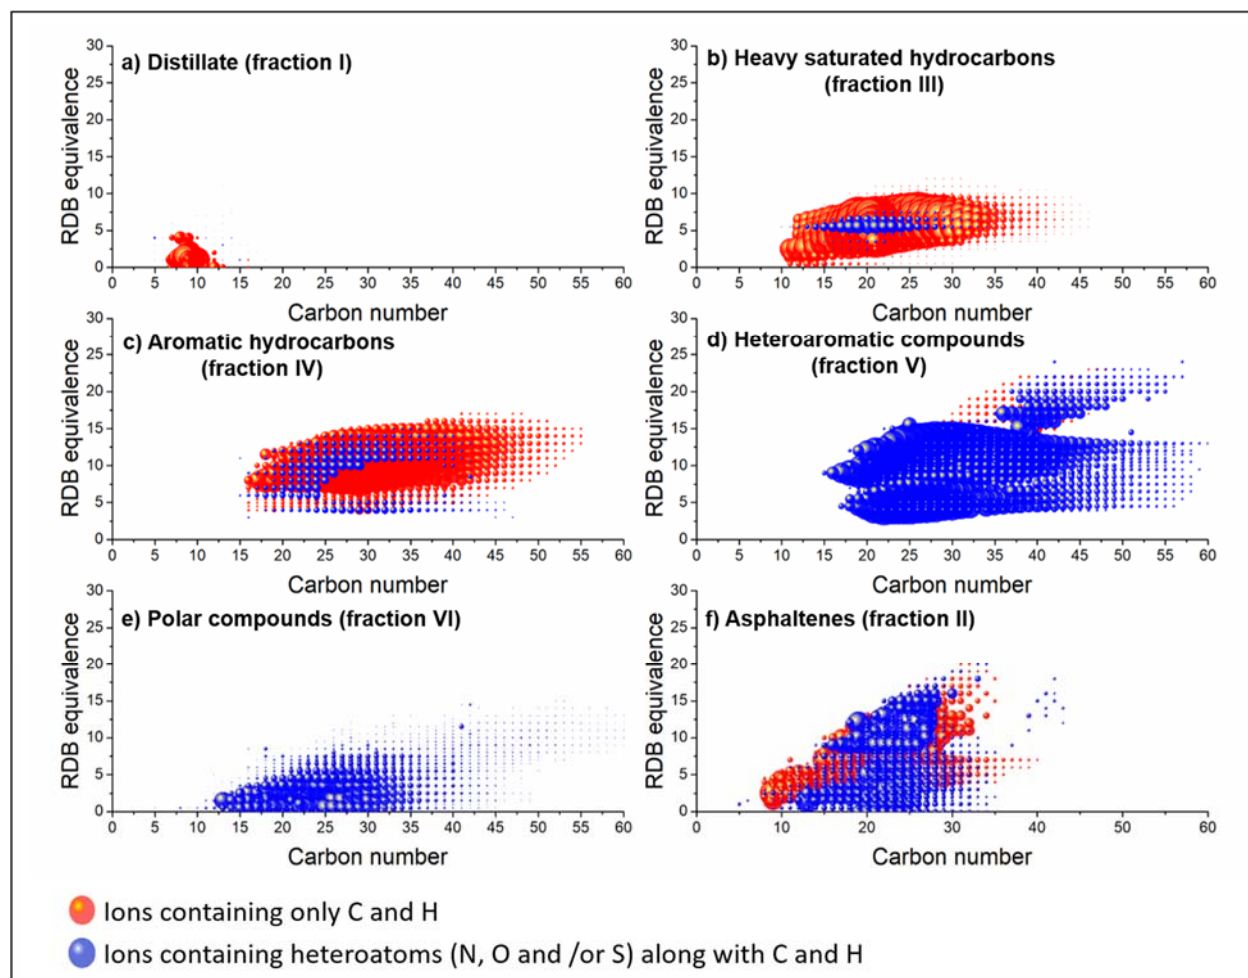 a) Distillate (fraction I)
RDB equivalence
30
25
20
15
10
5
0
0 5 10 15 20 25 30 35 40 45 50 55 60
Carbon number
b) Heavy saturated hydrocarbons
(fraction III)
RDB equivalence
30
25
20
15
10
5
0
0 5 10 15 20 25 30 35 40 45 50 55 60
Carbon number
c) Aromatic hydrocarbons
(fraction IV)
RDB equivalence
30
25
20
15
10
5
0
0 5 10 15 20 25 30 35 40 45 50 55 60
Carbon number
d) Heteroaromatic compounds
(fraction V)
RDB equivalence
30
25
20
15
10
5
0
0 5 10 15 20 25 30 35 40 45 50 55 60
Carbon number
e) Polar compounds (fraction VI)
RDB equivalence
30
25
20
15
10
5
0
0 5 10 15 20 25 30 35 40 45 50 55 60
Carbon number
f) Asphaltenes (fraction II)
RDB equivalence
30
25
20
15
10
5
0
0 10 20 30 40 50 60
Carbon number
Ions containing only C and H
Ions containing heteroatoms (N, O and /or S) along with C and H